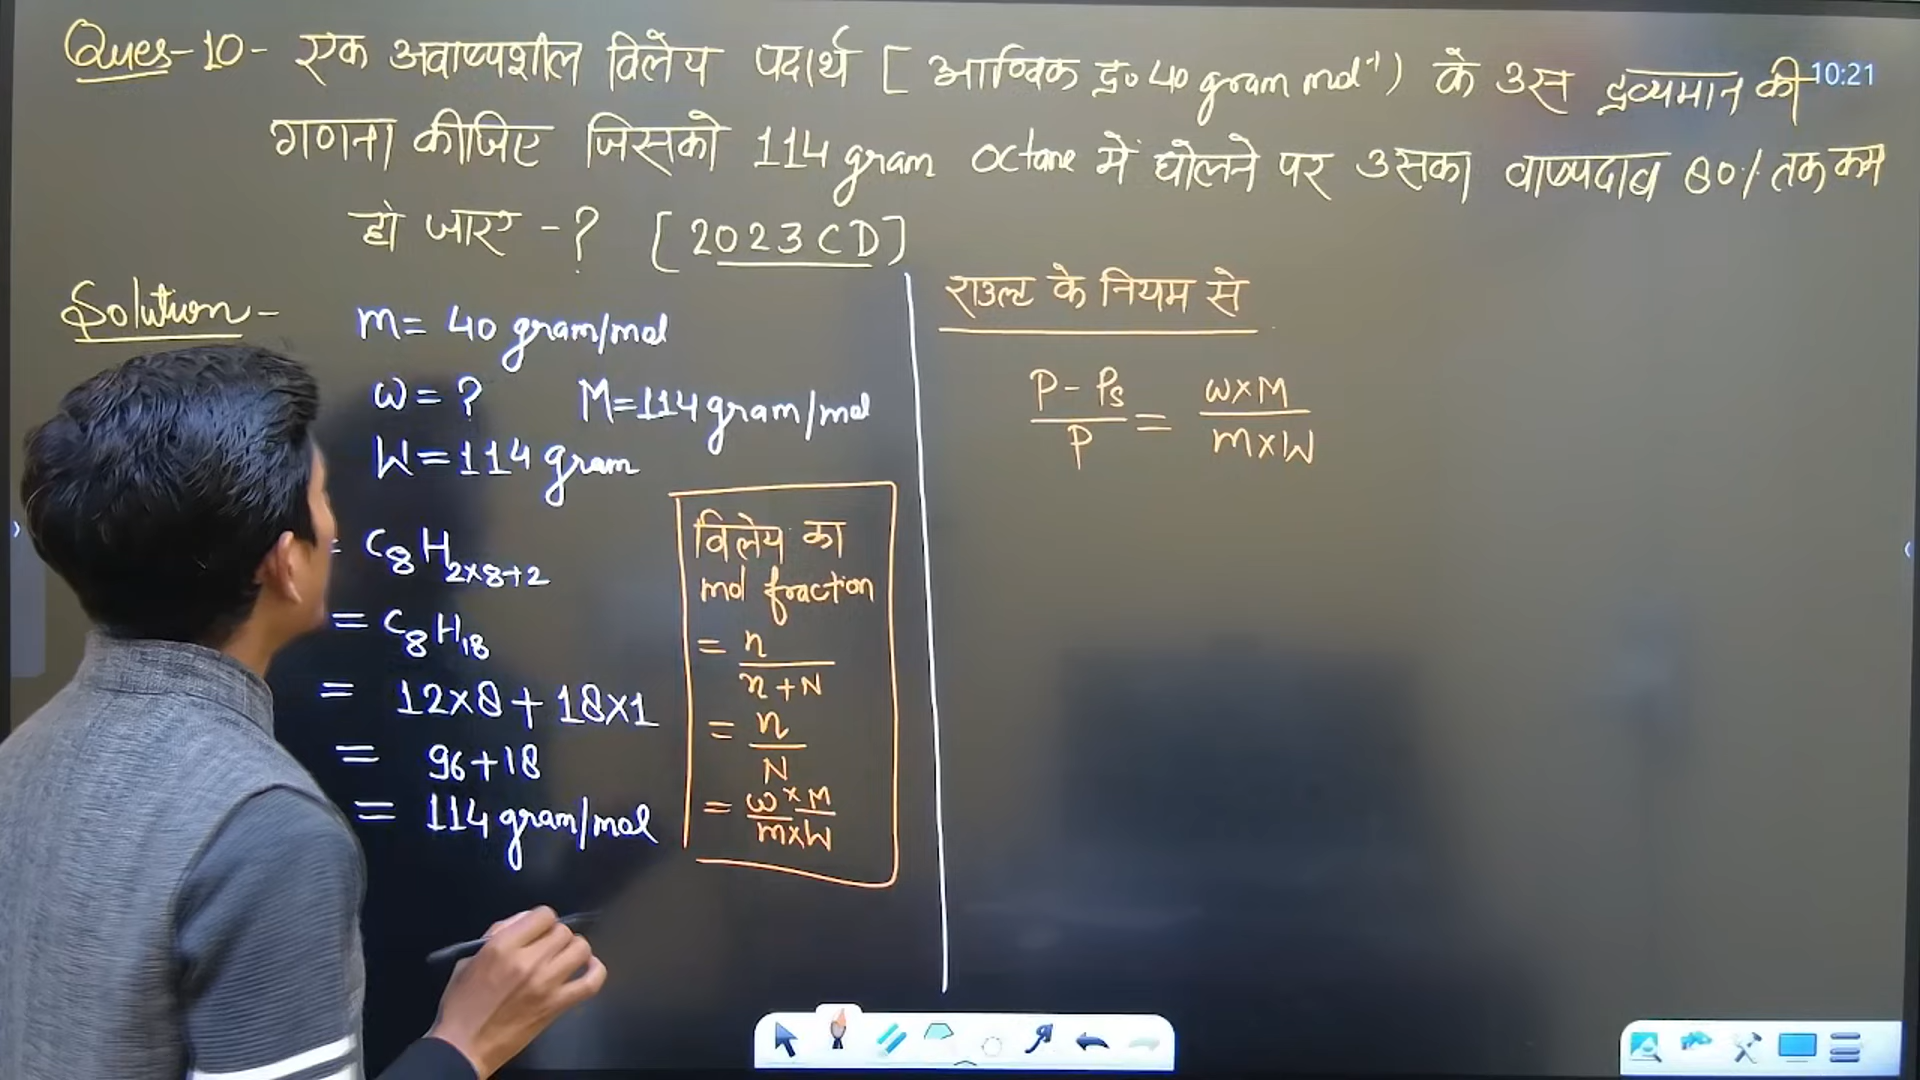 Ques-10- एक अवाष्पशील विलेय पदार्थ [ आण्विक द्र० 40 gram mol⁻¹) के उस द्रव्यमान की
10:21
गणना कीजिए जिसको 114 gram octane में घोलने पर उसका वाष्पदाब 80% तक कम
हो जाए -? [2023 CD]
Solution-
m= 40 gram/mol
W = ? M=114 gram/mol
W=114 gram
= C₈H₂ₓ₈₊₂
= C₈H₁₈
= 12×8+18×1
= 96+18
= 114 gram/mol
विलेय का
mol fraction
= n
n+N
= n
N
= w×M
m×W
राउल्ट के नियम से
P-Ps = w×M
P m×W